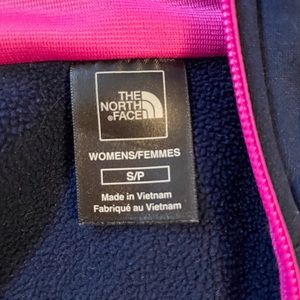 THE
NORTH
FACE
WOMENS/FEMMES
S/P
Made in Vietnam
Fabriqué au Vietnam